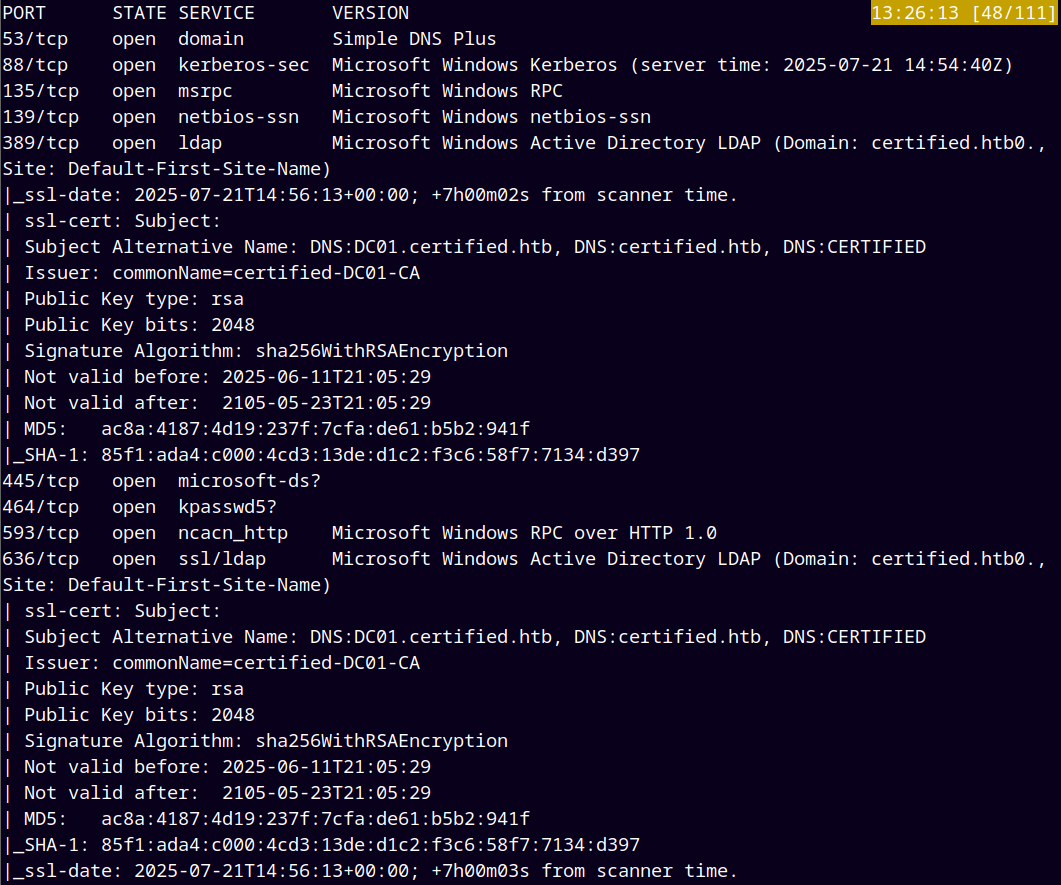 PORT      STATE SERVICE       VERSION                                          13:26:13 [48/111]
53/tcp    open  domain        Simple DNS Plus
88/tcp    open  kerberos-sec  Microsoft Windows Kerberos (server time: 2025-07-21 14:54:40Z)
135/tcp   open  msrpc         Microsoft Windows RPC
139/tcp   open  netbios-ssn   Microsoft Windows netbios-ssn
389/tcp   open  ldap          Microsoft Windows Active Directory LDAP (Domain: certified.htb0.,
Site: Default-First-Site-Name)
|_ssl-date: 2025-07-21T14:56:13+00:00; +7h00m02s from scanner time.
| ssl-cert: Subject:
| Subject Alternative Name: DNS:DC01.certified.htb, DNS:certified.htb, DNS:CERTIFIED
| Issuer: commonName=certified-DC01-CA
| Public Key type: rsa
| Public Key bits: 2048
| Signature Algorithm: sha256WithRSAEncryption
| Not valid before: 2025-06-11T21:05:29
| Not valid after:  2105-05-23T21:05:29
| MD5:   ac8a:4187:4d19:237f:7cfa:de61:b5b2:941f
|_SHA-1: 85f1:ada4:c000:4cd3:13de:d1c2:f3c6:58f7:7134:d397
445/tcp   open  microsoft-ds?
464/tcp   open  kpasswd5?
593/tcp   open  ncacn_http    Microsoft Windows RPC over HTTP 1.0
636/tcp   open  ssl/ldap      Microsoft Windows Active Directory LDAP (Domain: certified.htb0.,
Site: Default-First-Site-Name)
| ssl-cert: Subject:
| Subject Alternative Name: DNS:DC01.certified.htb, DNS:certified.htb, DNS:CERTIFIED
| Issuer: commonName=certified-DC01-CA
| Public Key type: rsa
| Public Key bits: 2048
| Signature Algorithm: sha256WithRSAEncryption
| Not valid before: 2025-06-11T21:05:29
| Not valid after:  2105-05-23T21:05:29
| MD5:   ac8a:4187:4d19:237f:7cfa:de61:b5b2:941f
|_SHA-1: 85f1:ada4:c000:4cd3:13de:d1c2:f3c6:58f7:7134:d397
|_ssl-date: 2025-07-21T14:56:13+00:00; +7h00m03s from scanner time.